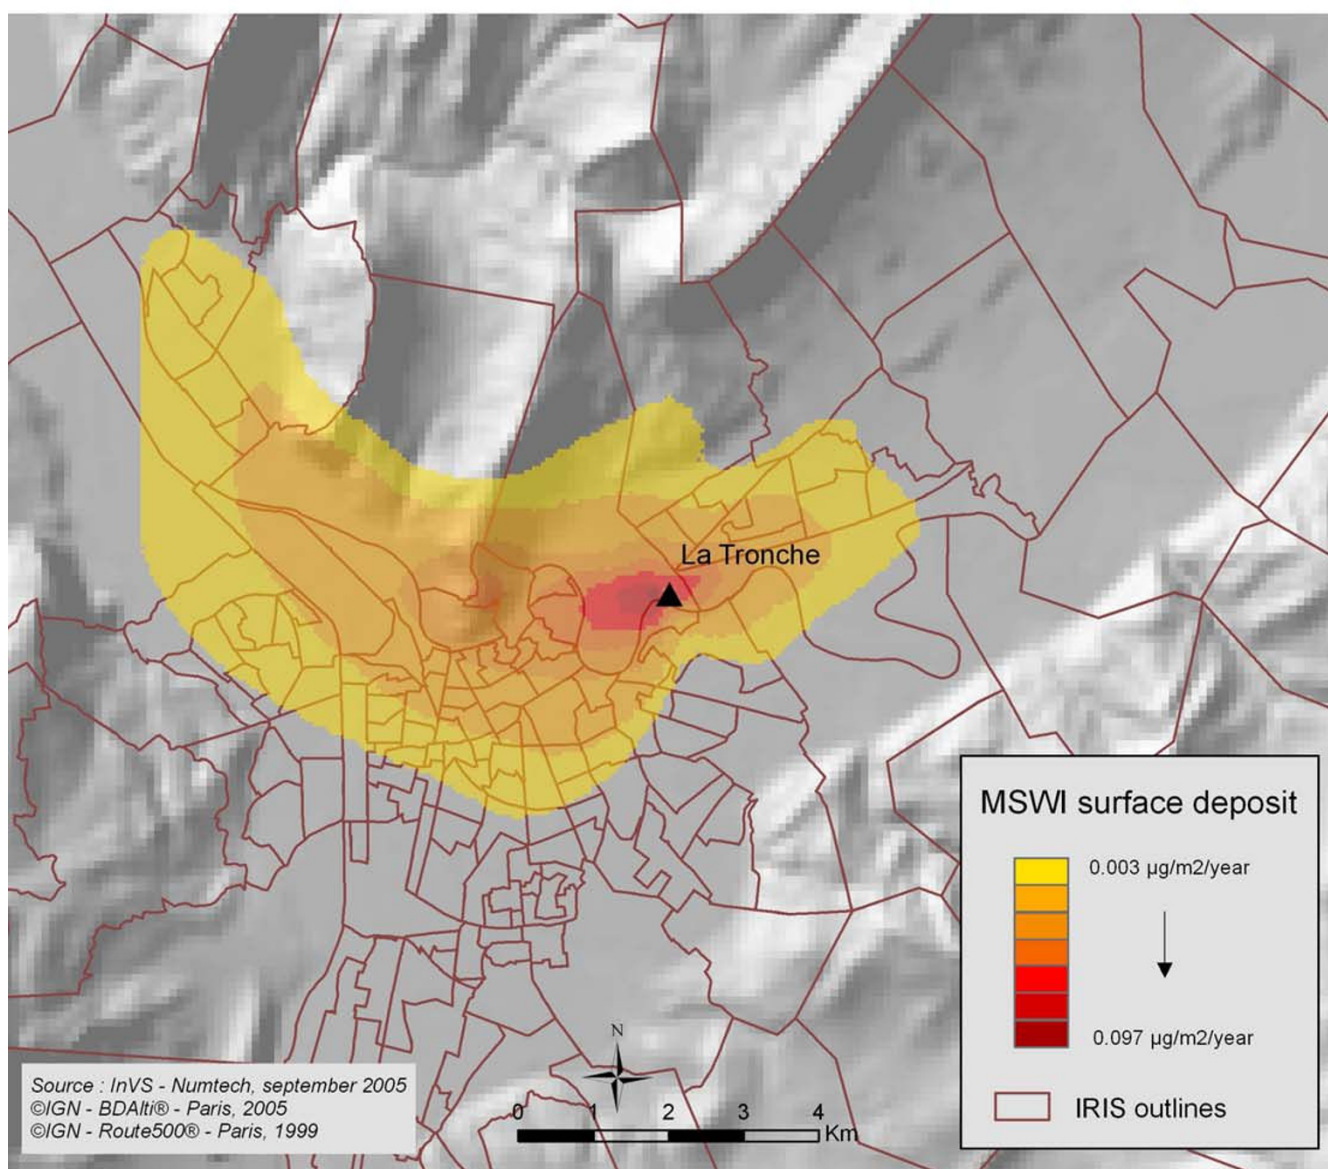 La Tronche
MSWI surface deposit
0.003 µg/m2/year
0.097 µg/m2/year
IRIS outlines
N
0 1 2 3 4
Km
Source : InVS - Numtech, september 2005
©IGN - BDAlti® - Paris, 2005
©IGN - Route500® - Paris, 1999